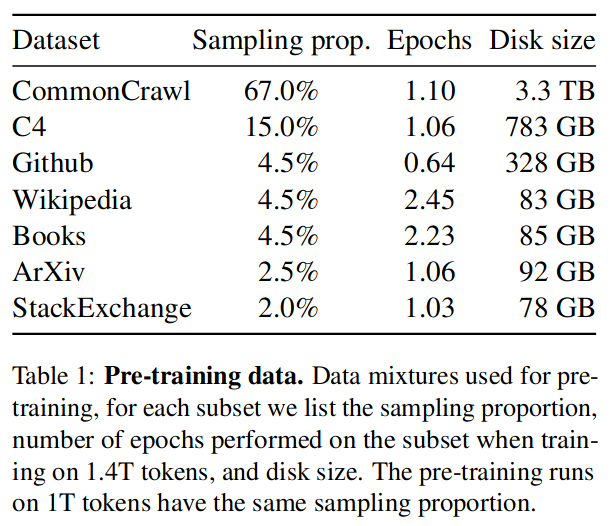 Dataset Sampling prop. Epochs Disk size
CommonCrawl 67.0% 1.10 3.3 TB
C4 15.0% 1.06 783 GB
Github 4.5% 0.64 328 GB
Wikipedia 4.5% 2.45 83 GB
Books 4.5% 2.23 85 GB
ArXiv 2.5% 1.06 92 GB
StackExchange 2.0% 1.03 78 GB
Table 1: Pre-training data. Data mixtures used for pre-
training, for each subset we list the sampling proportion,
number of epochs performed on the subset when train-
ing on 1.4T tokens, and disk size. The pre-training runs
on 1T tokens have the same sampling proportion.